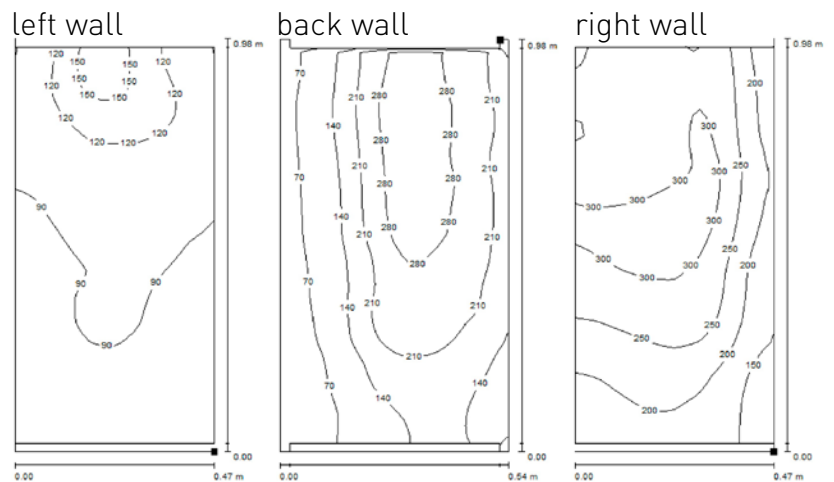 left wall
back wall
right wall
120 150 120
150 150
120 150 150 120
120 120
120 120
90
90 90
90
0.98 m
0.00
0.00 0.47 m
70
280 280
210 210
140 280
280
210 70 280 280 210
140 280 280
210 210
280
70 140 210 210
210
70 140 140
0.98 m
0.00
0.00 0.54 m
200
300
250
300 300
300 300
300
250
300 300 300 200
250 250
200
150
200
0.98 m
0.00
0.00 0.47 m